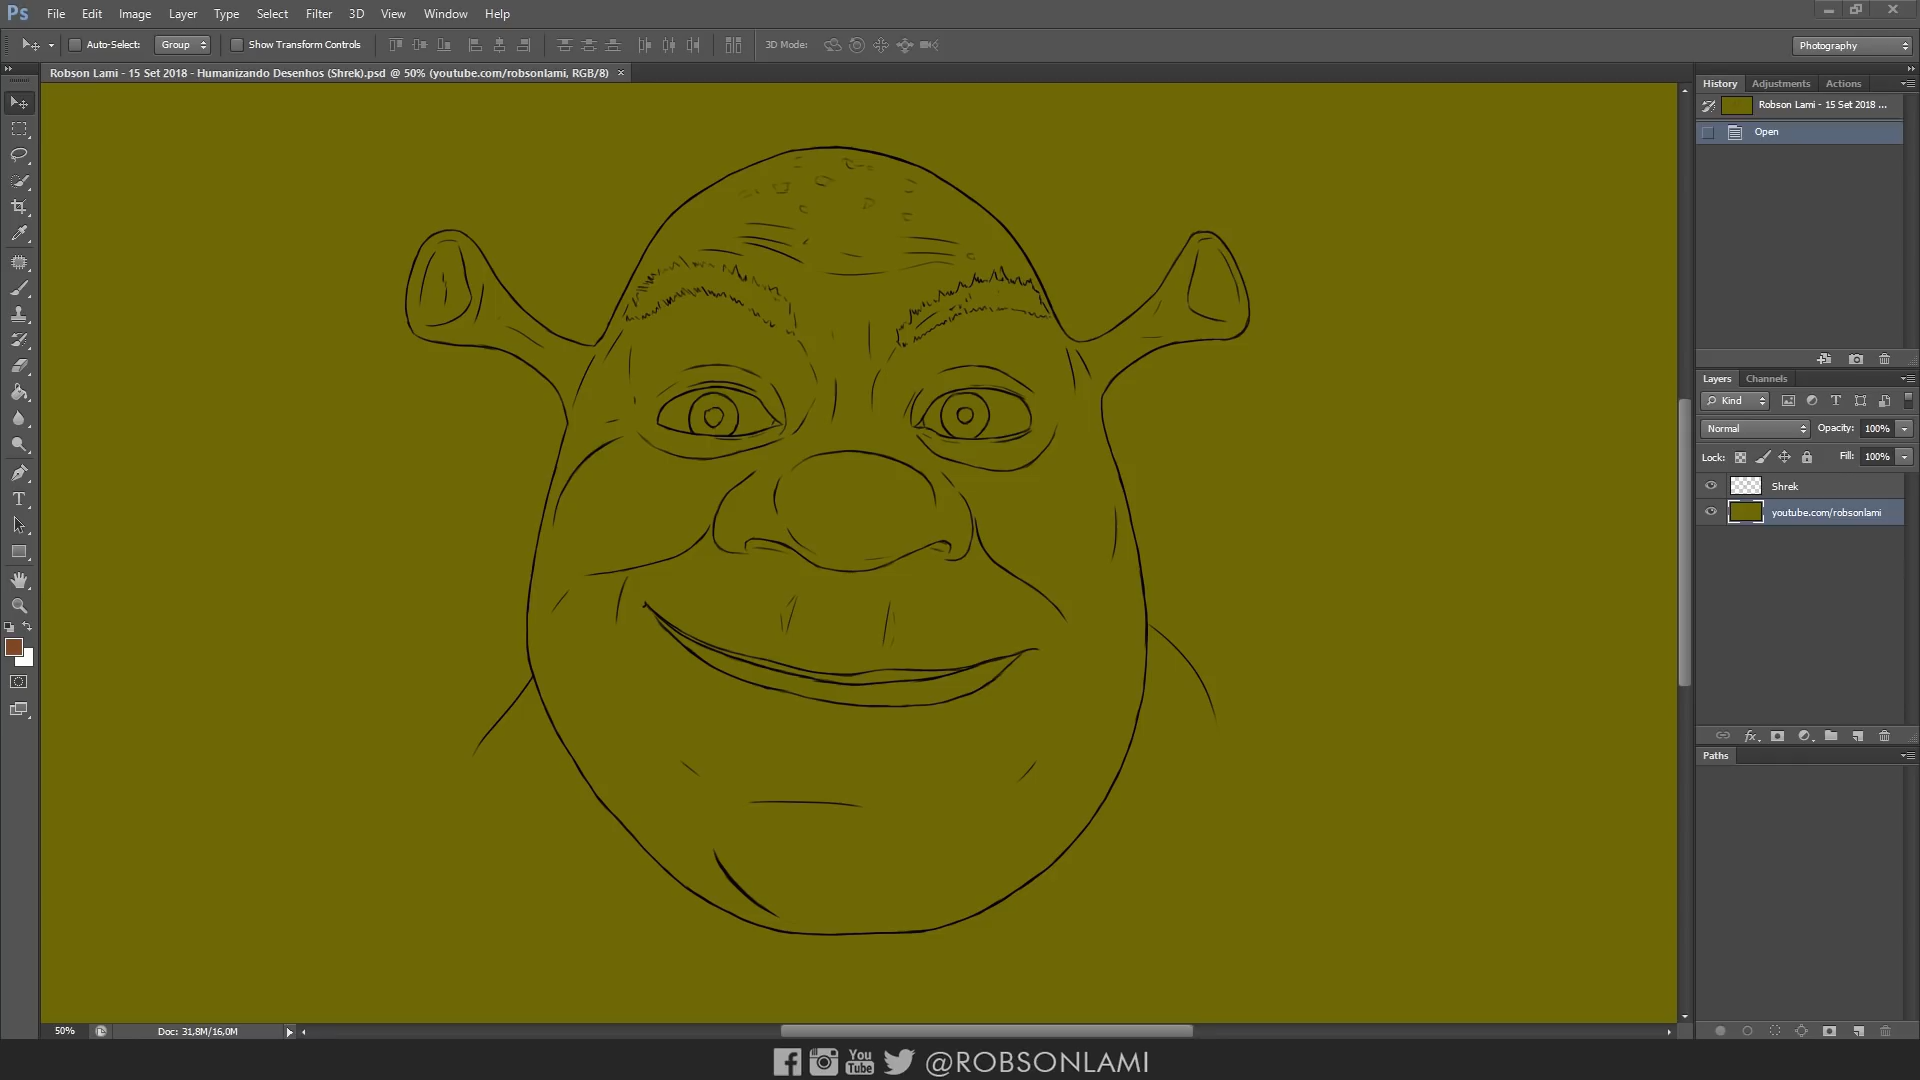 Ps File Edit Image Layer Type Select Filter 3D View Window Help
Auto-Select: Group Show Transform Controls 3D Mode: Photography
Robson Lami - 15 Set 2018 - Humanizando Desenhos (Shrek).psd @ 50% (youtube.com/robsonlami, RGB/8) ×
History Adjustments Actions
Robson Lami - 15 Set 2018 ...
Open
Layers Channels
Kind
Normal Opacity: 100%
Lock: Fill: 100%
Shrek
youtube.com/robsonlami
Paths
50% Doc: 31,8M/16,0M
You Tube @ROBSONLAMI